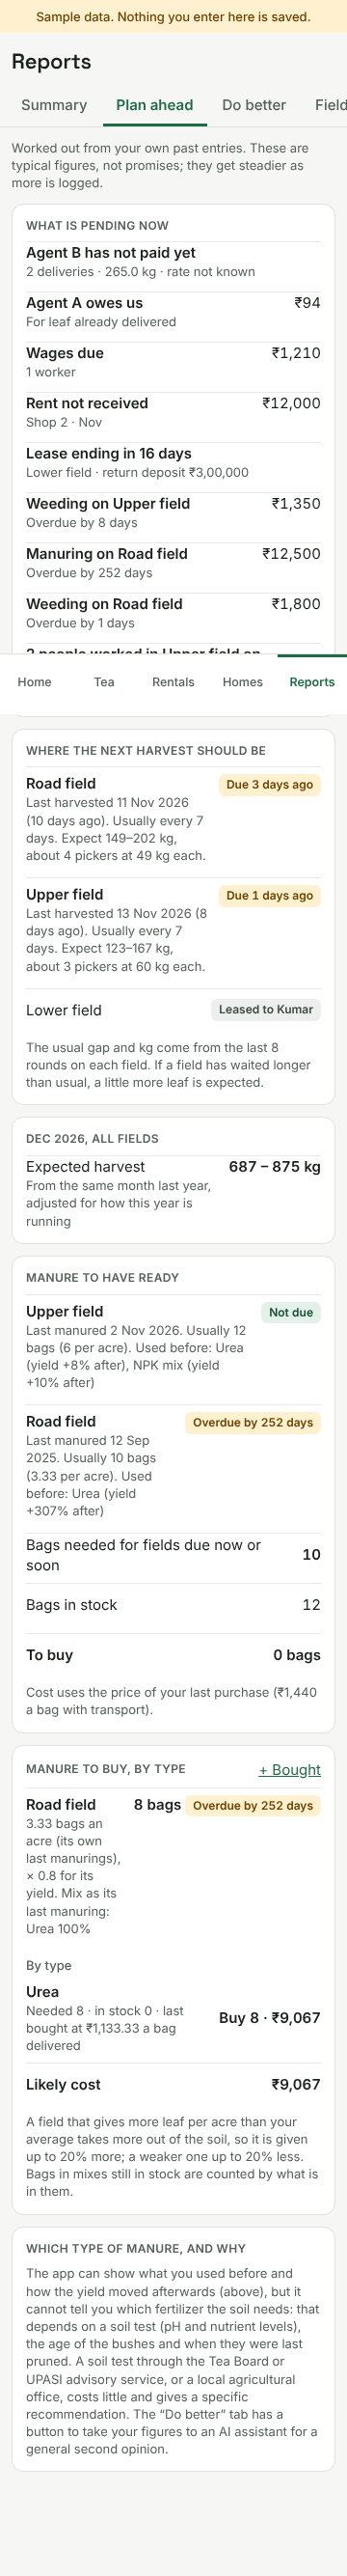 Sample data. Nothing you enter here is saved.
Reports
Summary Plan ahead Do better Field
Worked out from your own past entries. These are
typical figures, not promises; they get steadier as
more is logged.
WHAT IS PENDING NOW
Agent B has not paid yet
2 deliveries · 265.0 kg · rate not known
Agent A owes us ₹94
For leaf already delivered
Wages due ₹1,210
1 worker
Rent not received ₹12,000
Shop 2 · Nov
Lease ending in 16 days
Lower field · return deposit ₹3,00,000
Weeding on Upper field ₹1,350
Overdue by 8 days
Manuring on Road field ₹12,500
Overdue by 252 days
Weeding on Road field ₹1,800
Overdue by 1 days
2 people worked in Upper field on
Home Tea Rentals Homes Reports
WHERE THE NEXT HARVEST SHOULD BE
Road field Due 3 days ago
Last harvested 11 Nov 2026
(10 days ago). Usually every 7
days. Expect 149–202 kg,
about 4 pickers at 49 kg each.
Upper field Due 1 days ago
Last harvested 13 Nov 2026 (8
days ago). Usually every 7
days. Expect 123–167 kg,
about 3 pickers at 60 kg each.
Lower field Leased to Kumar
The usual gap and kg come from the last 8
rounds on each field. If a field has waited longer
than usual, a little more leaf is expected.
DEC 2026, ALL FIELDS
Expected harvest 687 – 875 kg
From the same month last year,
adjusted for how this year is
running
MANURE TO HAVE READY
Upper field Not due
Last manured 2 Nov 2026. Usually 12
bags (6 per acre). Used before: Urea
(yield +8% after), NPK mix (yield
+10% after)
Road field Overdue by 252 days
Last manured 12 Sep
2025. Usually 10 bags
(3.33 per acre). Used
before: Urea (yield
+307% after)
Bags needed for fields due now or
soon 10
Bags in stock 12
To buy 0 bags
Cost uses the price of your last purchase (₹1,440
a bag with transport).
MANURE TO BUY, BY TYPE + Bought
Road field 8 bags Overdue by 252 days
3.33 bags an
acre (its own
last manurings),
× 0.8 for its
yield. Mix as its
last manuring:
Urea 100%
By type
Urea
Needed 8 · in stock 0 · last
bought at ₹1,133.33 a bag
delivered
Buy 8 · ₹9,067
Likely cost ₹9,067
A field that gives more leaf per acre than your
average takes more out of the soil, so it is given
up to 20% more; a weaker one up to 20% less.
Bags in mixes still in stock are counted by what is
in them.
WHICH TYPE OF MANURE, AND WHY
The app can show what you used before and
how the yield moved afterwards (above), but it
cannot tell you which fertilizer the soil needs: that
depends on a soil test (pH and nutrient levels),
the age of the bushes and when they were last
pruned. A soil test through the Tea Board or
UPASI advisory service, or a local agricultural
office, costs little and gives a specific
recommendation. The “Do better” tab has a
button to take your figures to an AI assistant for a
general second opinion.